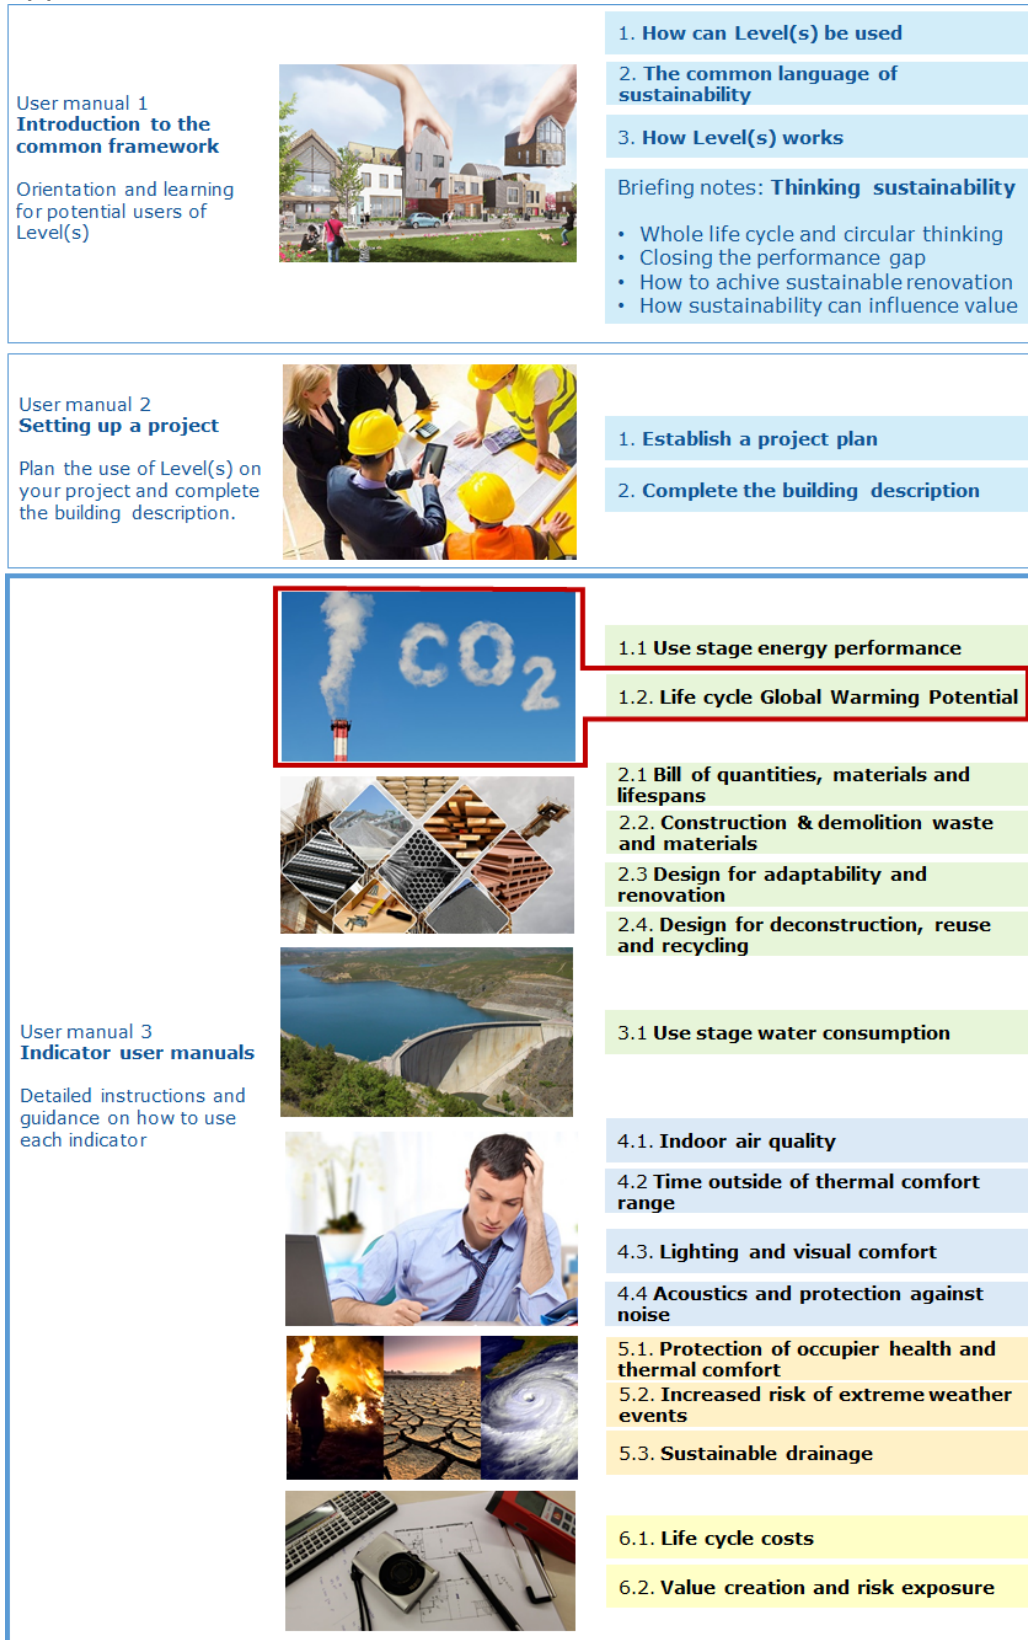 User manual 1
Introduction to the
common framework
Orientation and learning
for potential users of
Level(s)
1. How can Level(s) be used
2. The common language of
sustainability
3. How Level(s) works
Briefing notes: Thinking sustainability
• Whole life cycle and circular thinking
• Closing the performance gap
• How to achive sustainable renovation
• How sustainability can influence value
User manual 2
Setting up a project
Plan the use of Level(s) on
your project and complete
the building description.
1. Establish a project plan
2. Complete the building description
User manual 3
Indicator user manuals
Detailed instructions and
guidance on how to use
each indicator
CO2
1.1 Use stage energy performance
1.2. Life cycle Global Warming Potential
2.1 Bill of quantities, materials and
lifespans
2.2. Construction & demolition waste
and materials
2.3 Design for adaptability and
renovation
2.4. Design for deconstruction, reuse
and recycling
3.1 Use stage water consumption
4.1. Indoor air quality
4.2 Time outside of thermal comfort
range
4.3. Lighting and visual comfort
4.4 Acoustics and protection against
noise
5.1. Protection of occupier health and
thermal comfort
5.2. Increased risk of extreme weather
events
5.3. Sustainable drainage
6.1. Life cycle costs
6.2. Value creation and risk exposure